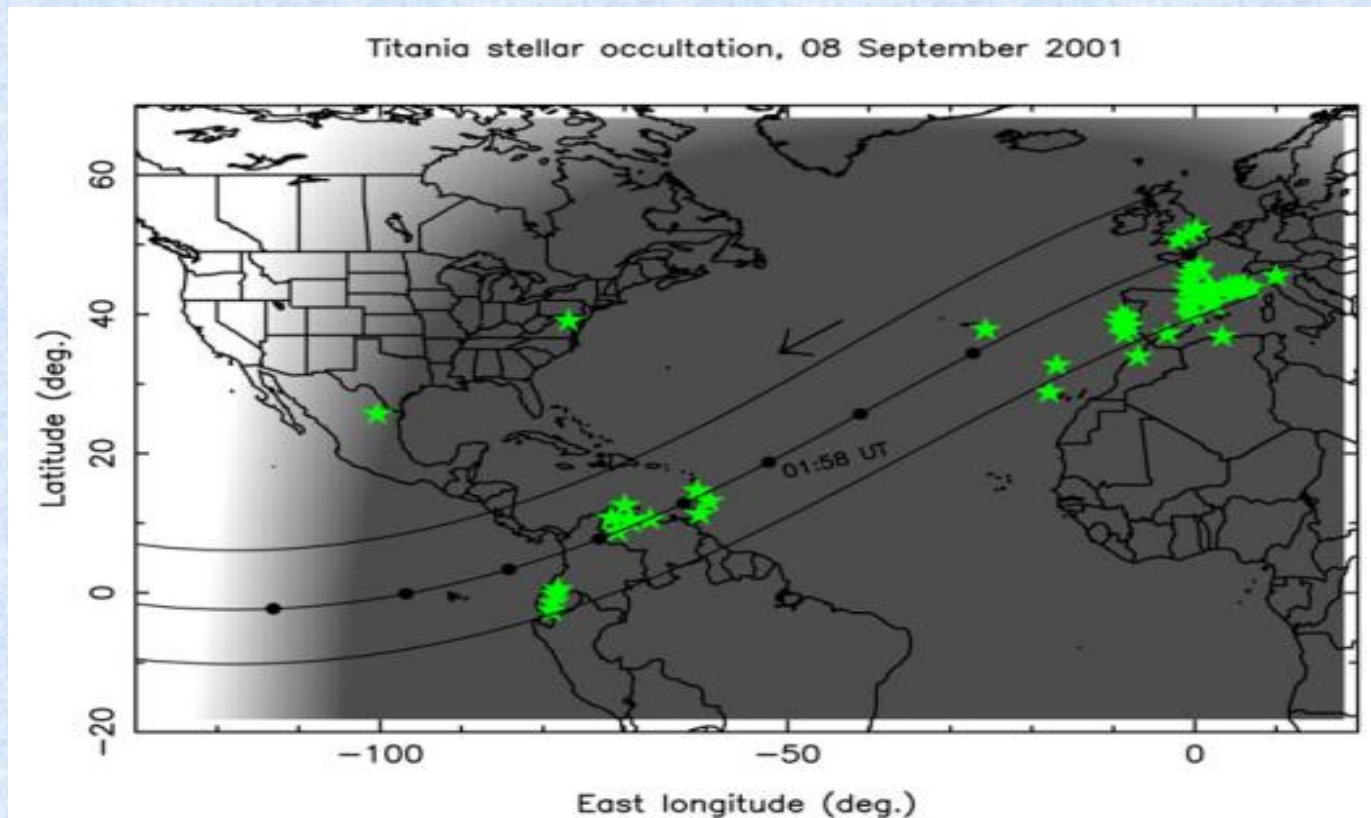 Titania stellar occultation, 08 September 2001
60
40
20
0
-20
Latitude (deg.)
01:58 UT
-100
-50
0
East longitude (deg.)